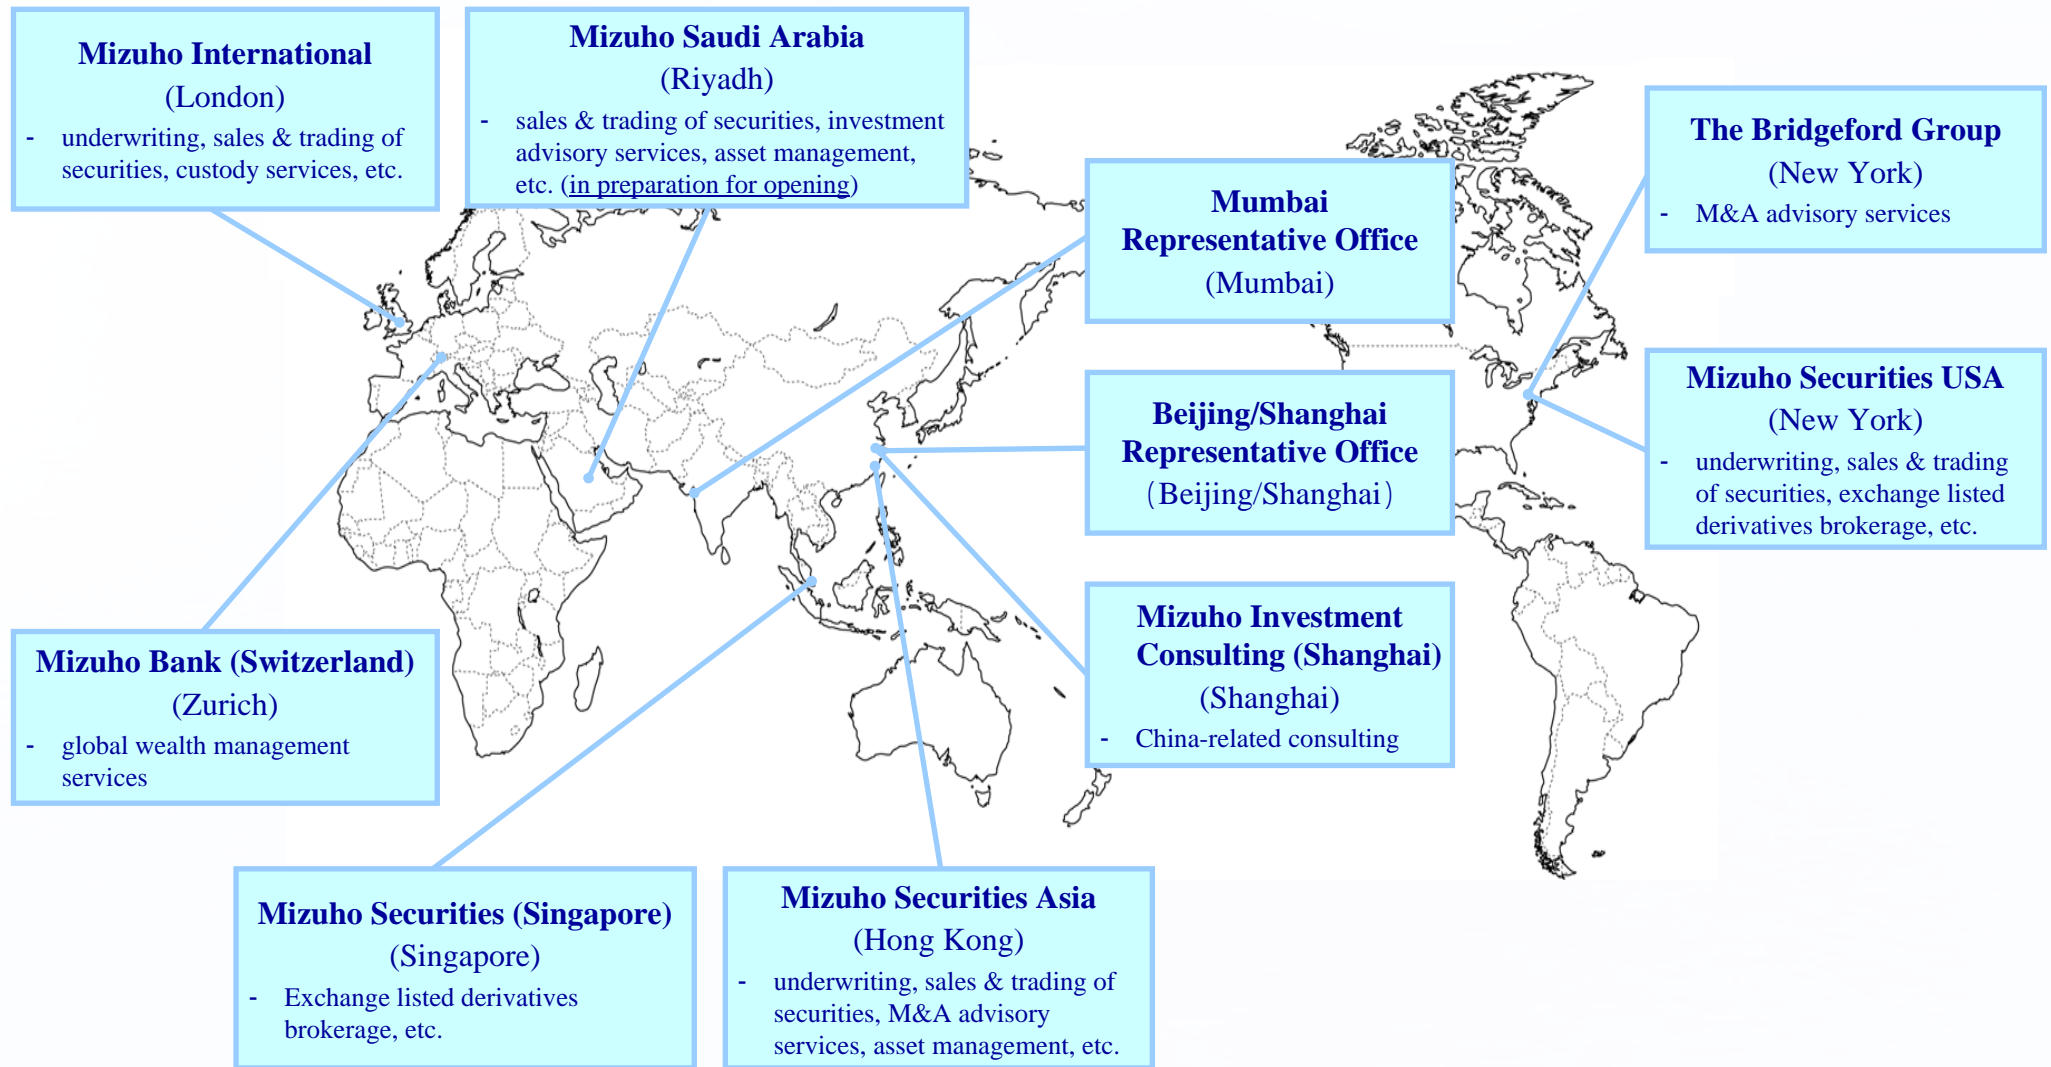 Mizuho International
(London)
- underwriting, sales & trading of
securities, custody services, etc.
Mizuho Saudi Arabia
(Riyadh)
- sales & trading of securities, investment
advisory services, asset management,
etc. (in preparation for opening)
Mumbai
Representative Office
(Mumbai)
The Bridgeford Group
(New York)
- M&A advisory services
Beijing/Shanghai
Representative Office
(Beijing/Shanghai)
Mizuho Securities USA
(New York)
- underwriting, sales & trading
of securities, exchange listed
derivatives brokerage, etc.
Mizuho Investment
Consulting (Shanghai)
(Shanghai)
- China-related consulting
Mizuho Bank (Switzerland)
(Zurich)
- global wealth management
services
Mizuho Securities (Singapore)
(Singapore)
- Exchange listed derivatives
brokerage, etc.
Mizuho Securities Asia
(Hong Kong)
- underwriting, sales & trading of
securities, M&A advisory
services, asset management, etc.